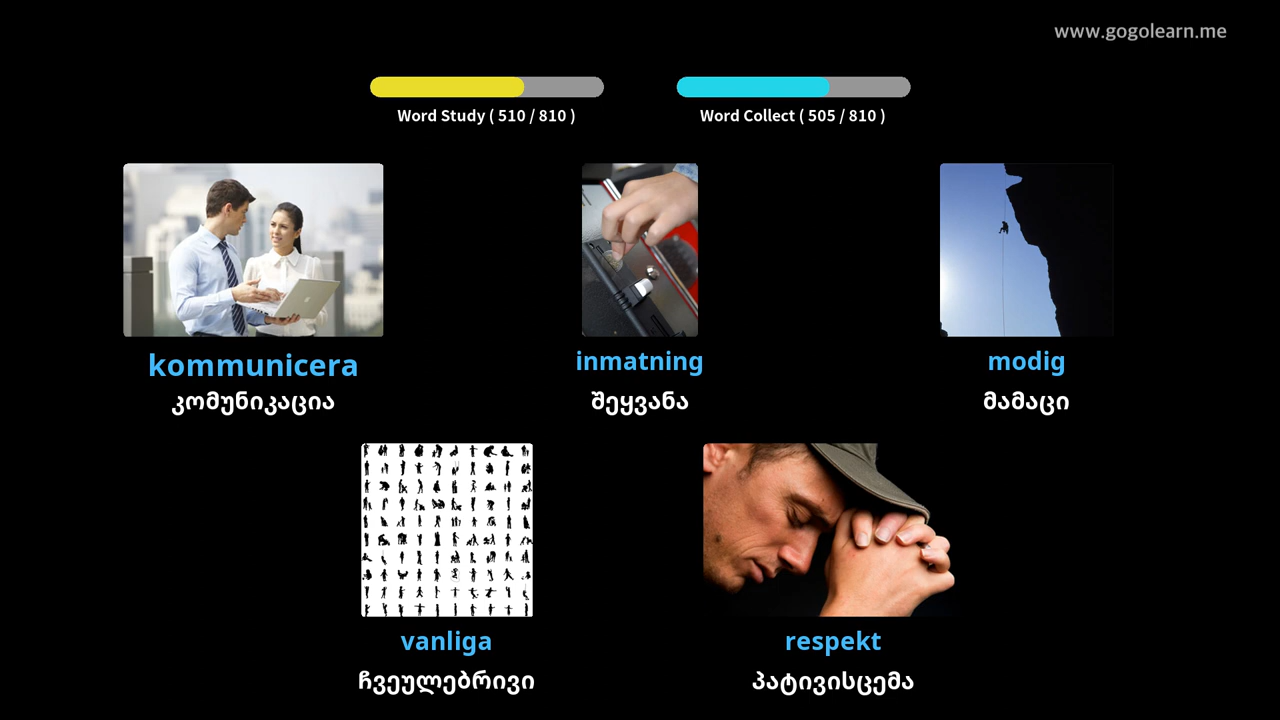 www.gogolearn.me
Word Study ( 510 / 810 )
Word Collect ( 505 / 810 )
kommunicera
კომუნიკაცია
inmatning
შეყვანა
modig
მამაცი
vanliga
ჩვეულებრივი
respekt
პატივისცემა